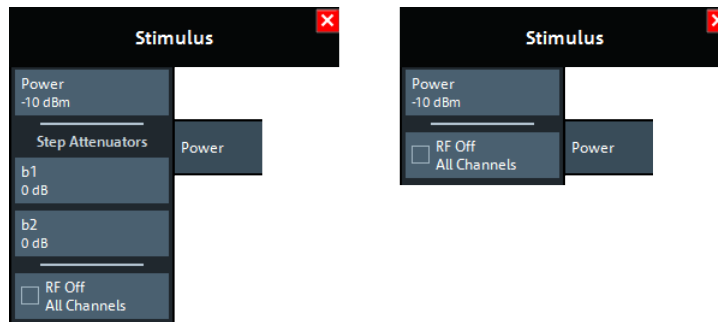 Stimulus
Power
-10 dBm
Step Attenuators
b1
0 dB
b2
0 dB
RF Off
All Channels
Power
Stimulus
Power
-10 dBm
RF Off
All Channels
Power